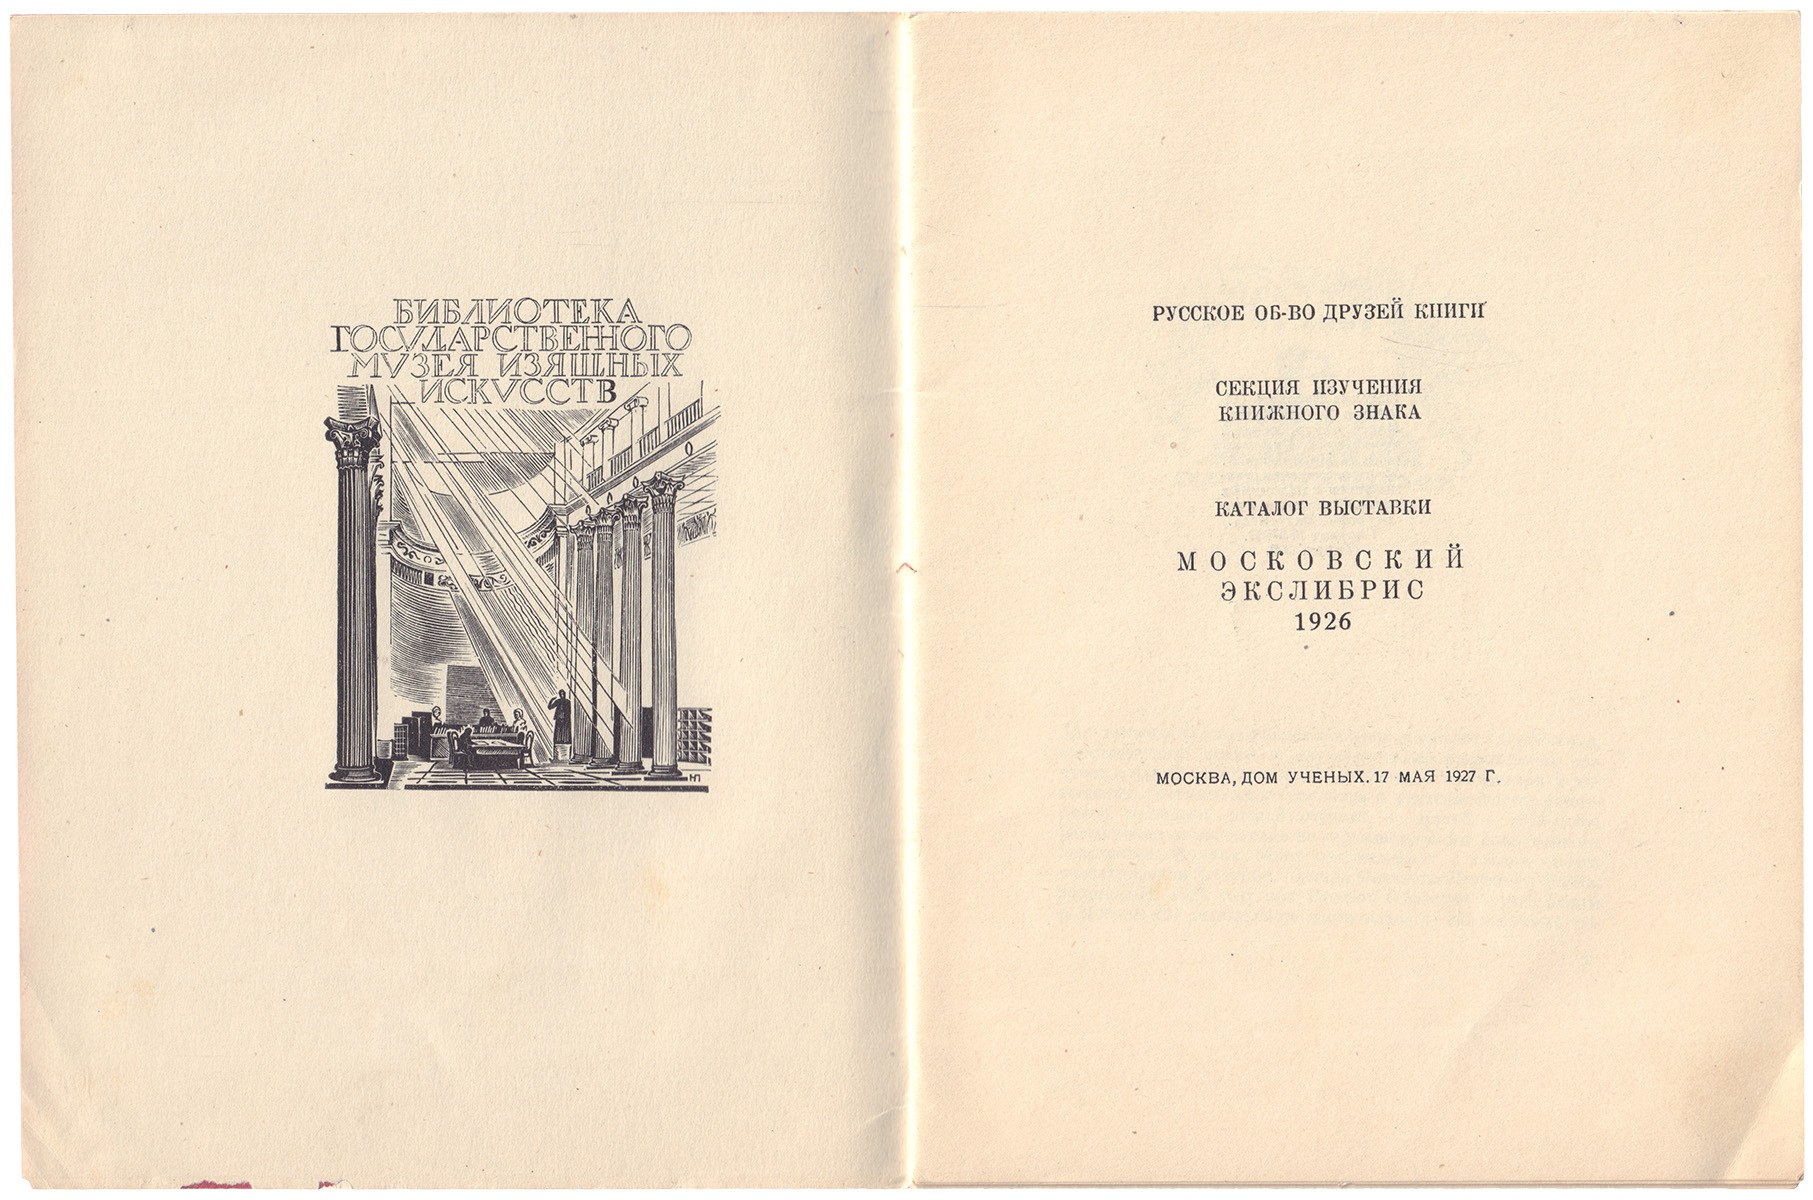 БИБЛИОТЕКА
ГОСУДАРСТВЕННОГО
МУЗЕЯ ИЗЯЩНЫХ
ИСКУССТВ
НП
РУССКОЕ ОБ-ВО ДРУЗЕЙ КНИГИ
СЕКЦИЯ ИЗУЧЕНИЯ
КНИЖНОГО ЗНАКА
КАТАЛОГ ВЫСТАВКИ
МОСКОВСКИЙ
ЭКСЛИБРИС
1926
МОСКВА, ДОМ УЧЕНЫХ. 17 МАЯ 1927 Г.